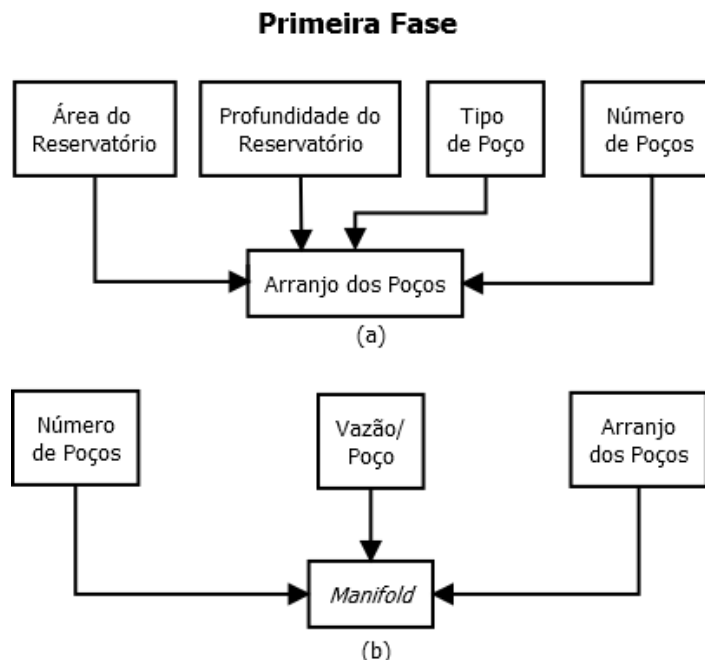 Primeira Fase
Área do
Reservatório
Profundidade do
Reservatório
Tipo
de Poço
Número
de Poços
Arranjo dos Poços
(a)
Número
de Poços
Vazão/
Poço
Arranjo
dos Poços
Manifold
(b)